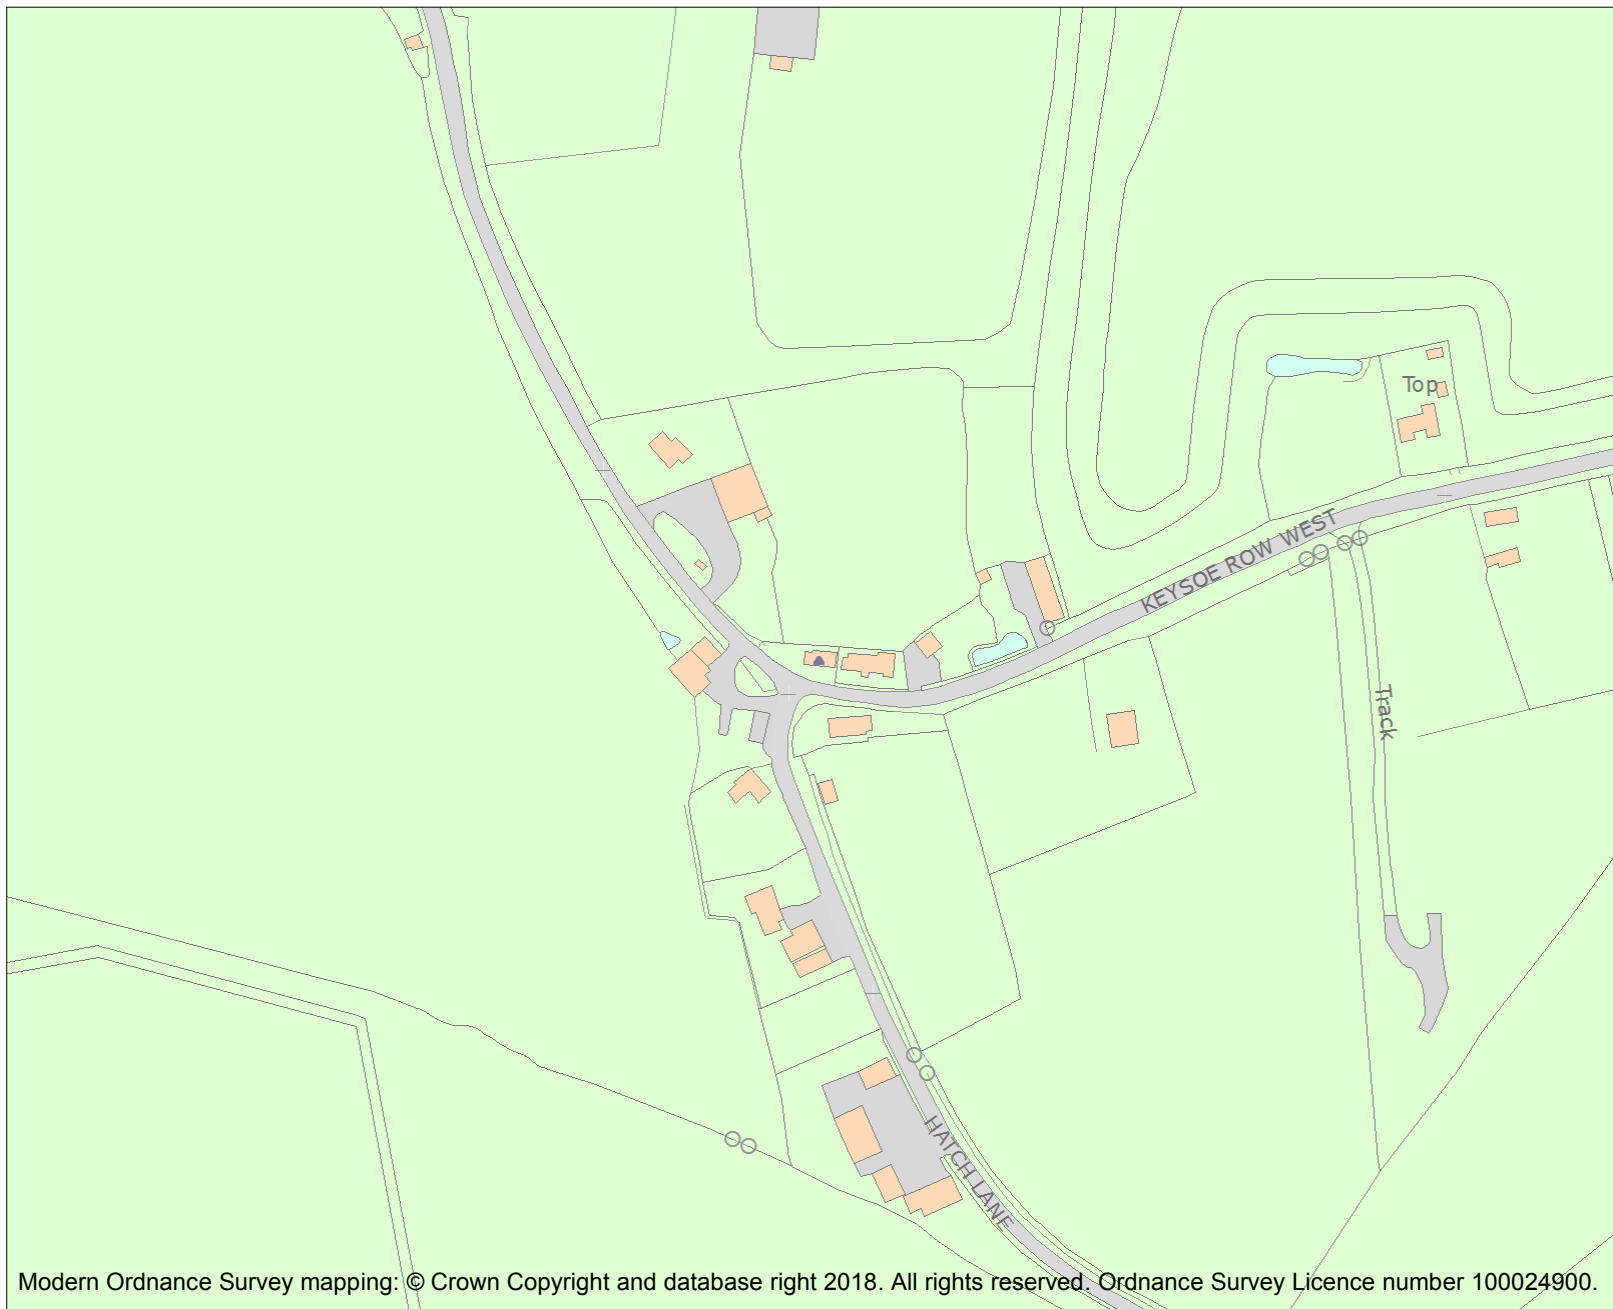 Top
KEYSOE ROW WEST
Track
HATCH LANE
Modern Ordnance Survey mapping: © Crown Copyright and database right 2018. All rights reserved. Ordnance Survey Licence number 100024900.